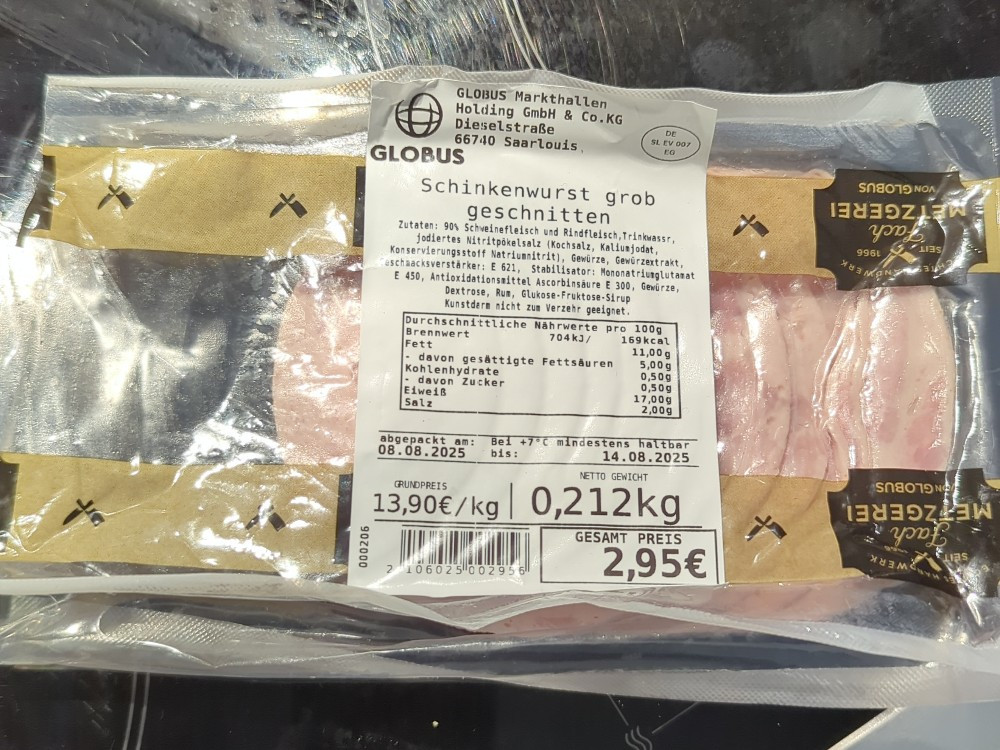 GLOBUS Markthallen
Holding GmbH & Co.KG
Dieselstraße
66740 Saarlouis,
GLOBUS
DE
SL EV 007
EG
Schinkenwurst grob
geschnitten
Zutaten: 90% Schweinefleisch und Rindfleisch,Trinkwassr,
jodiertes Nitritpökelsalz (Kochsalz, Kaliumjodat,
Konservierungsstoff Natriumnitrit), Gewürze, Gewürzextrakt,
Geschmacksverstärker: E 621, Stabilisator: Mononatriumglutamat
E 450, Antioxidationsmittel Ascorbinsäure E 300, Gewürze,
Dextrose, Rum, Glukose-Fruktose-Sirup
Kunstdarm nicht zum Verzehr geeignet.
Durchschnittliche Nährwerte pro 100g
Brennwert 704kJ/ 169kcal
Fett 11,00g
- davon gesättigte Fettsäuren 5,00g
Kohlenhydrate 0,50g
- davon Zucker 0,50g
Eiweiß 17,00g
Salz 2,00g
abgepackt am: Bei +7°C mindestens haltbar
08.08.2025 bis: 14.08.2025
GRUNDPREIS NETTO GEWICHT
13,90€/kg 0,212kg
000206
2 106025 002956
GESAMT PREIS
2,95€
SEIT 1966
Fach
METZGEREI
VON GLOBUS
SEIT
Fach
METZGEREI
VON GLOBUS